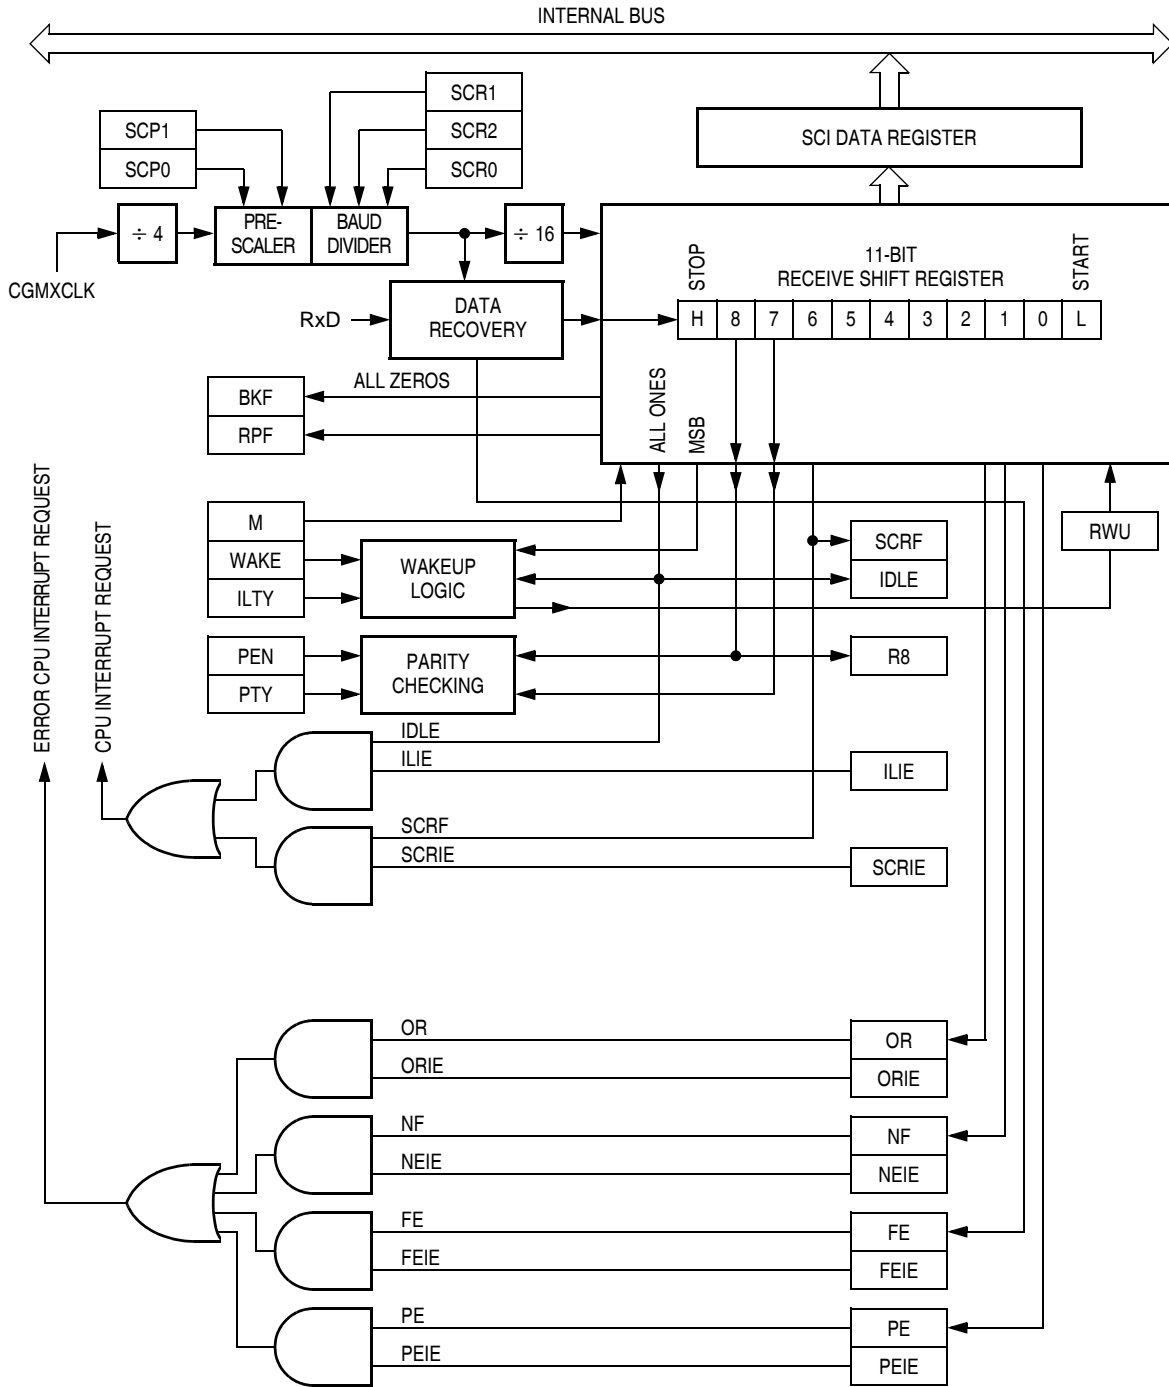 INTERNAL BUS
SCR1
SCR2
SCR0
SCP1
SCP0
SCI DATA REGISTER
÷ 4
PRE-
SCALER
BAUD
DIVIDER
÷ 16
CGMXCLK
RxD
DATA
RECOVERY
STOP
11-BIT
RECEIVE SHIFT REGISTER
START
H 8 7 6 5 4 3 2 1 0 L
ALL ZEROS
BKF
RPF
ALL ONES
MSB
M
WAKE
ILTY
WAKEUP
LOGIC
SCRF
IDLE
RWU
PEN
PTY
PARITY
CHECKING
R8
ERROR CPU INTERRUPT REQUEST
CPU INTERRUPT REQUEST
IDLE
ILIE
ILIE
SCRF
SCRIE
SCRIE
OR
ORIE
OR
ORIE
NF
NEIE
NF
NEIE
FE
FEIE
FE
FEIE
PE
PEIE
PE
PEIE